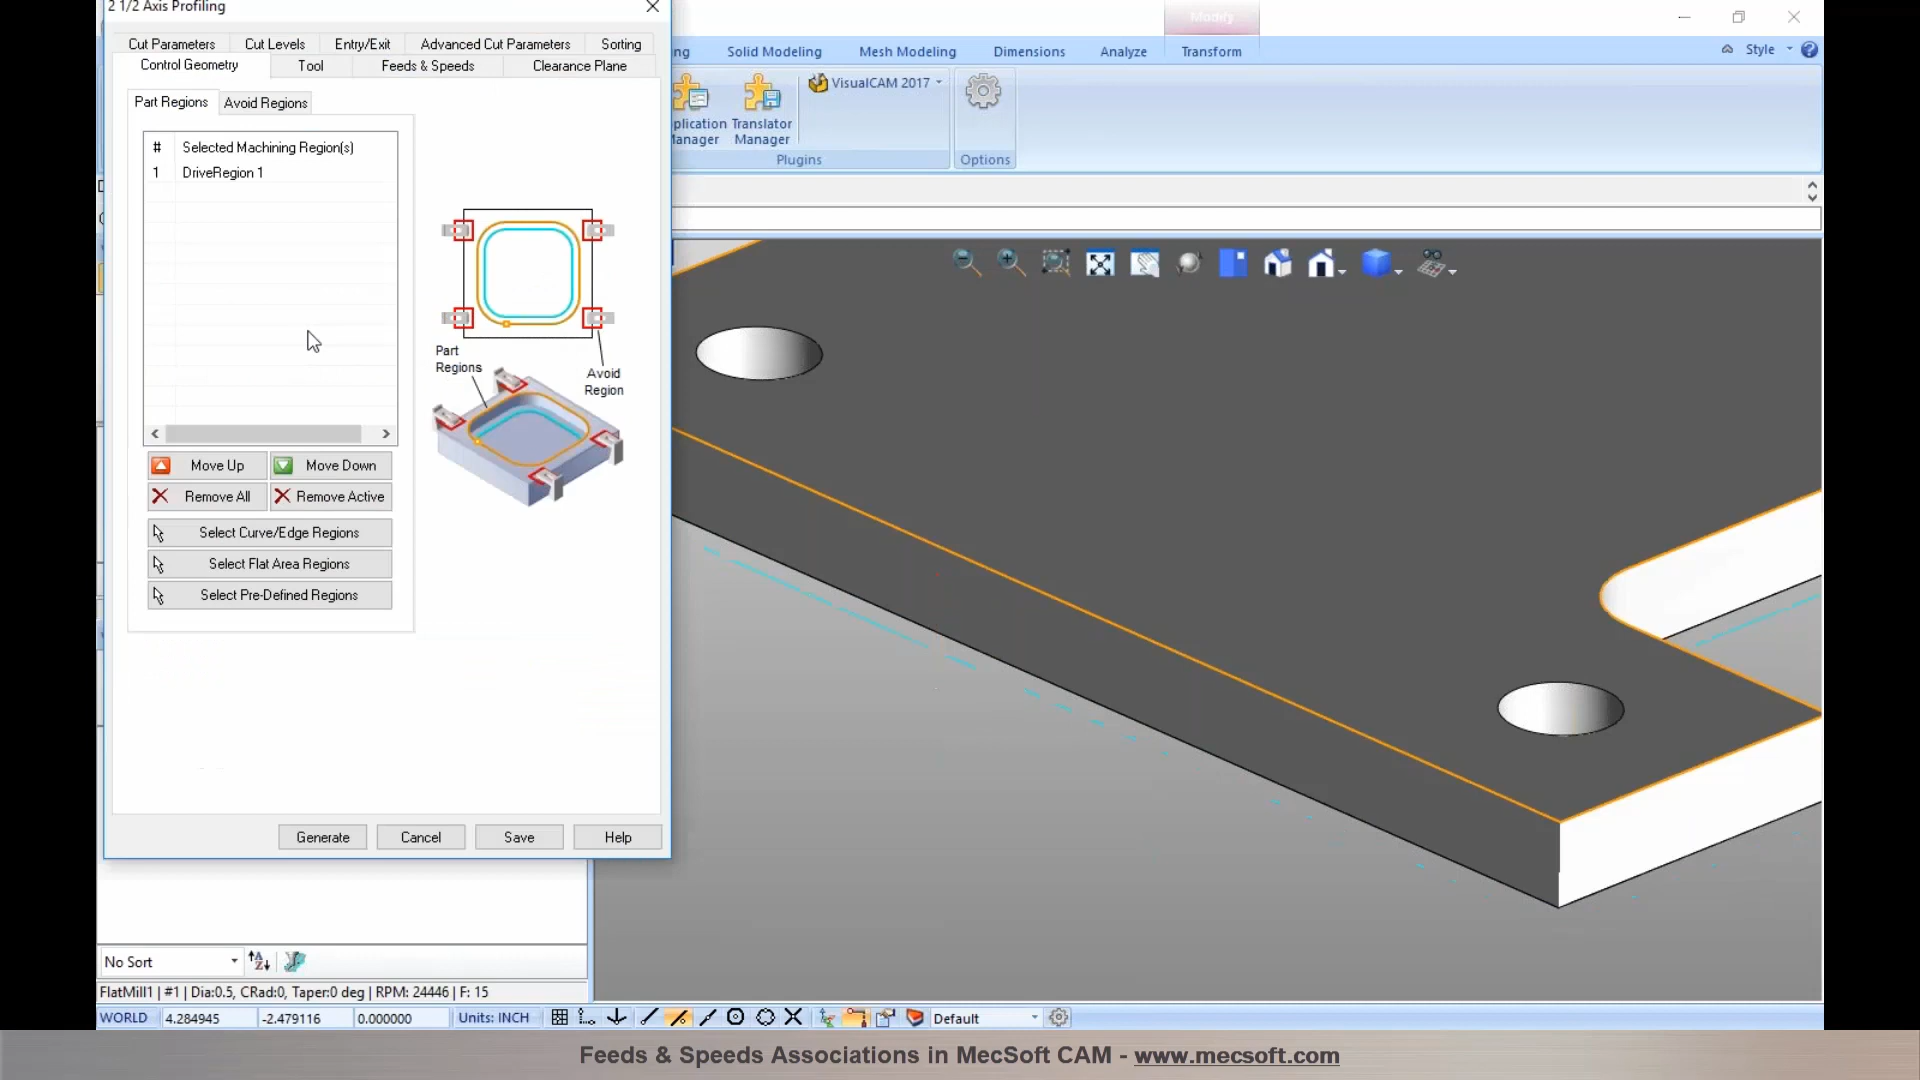 2 1/2 Axis Profiling
Cut Parameters Cut Levels Entry/Exit Advanced Cut Parameters Sorting
Control Geometry Tool Feeds & Speeds Clearance Plane
Part Regions Avoid Regions
# Selected Machining Region(s)
1 DriveRegion 1
Move Up Move Down
Remove All Remove Active
Select Curve/Edge Regions
Select Flat Area Regions
Select Pre-Defined Regions
Part
Regions
Avoid
Region
Generate Cancel Save Help
Modify
ng Solid Modeling Mesh Modeling Dimensions Analyze Transform
Style
plication
Manager
Translator
Manager
VisualCAM 2017
Plugins Options
No Sort
FlatMill1 | #1 | Dia:0.5, CRad:0, Taper:0 deg | RPM: 24446 | F: 15
WORLD 4.284945 -2.479116 0.000000 Units: INCH Default
Feeds & Speeds Associations in MecSoft CAM - www.mecsoft.com